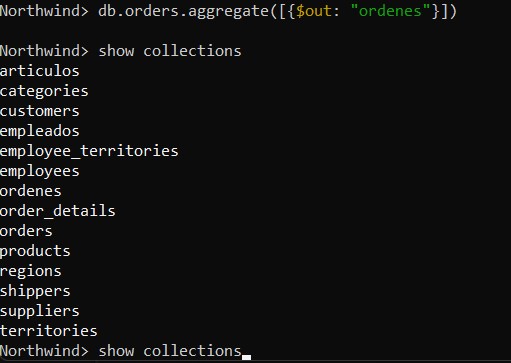 Northwind> db.orders.aggregate([{$out: "ordenes"}])
Northwind> show collections
articulos
categories
customers
empleados
employee_territories
employees
ordenes
order_details
orders
products
regions
shippers
suppliers
territories
Northwind> show collections